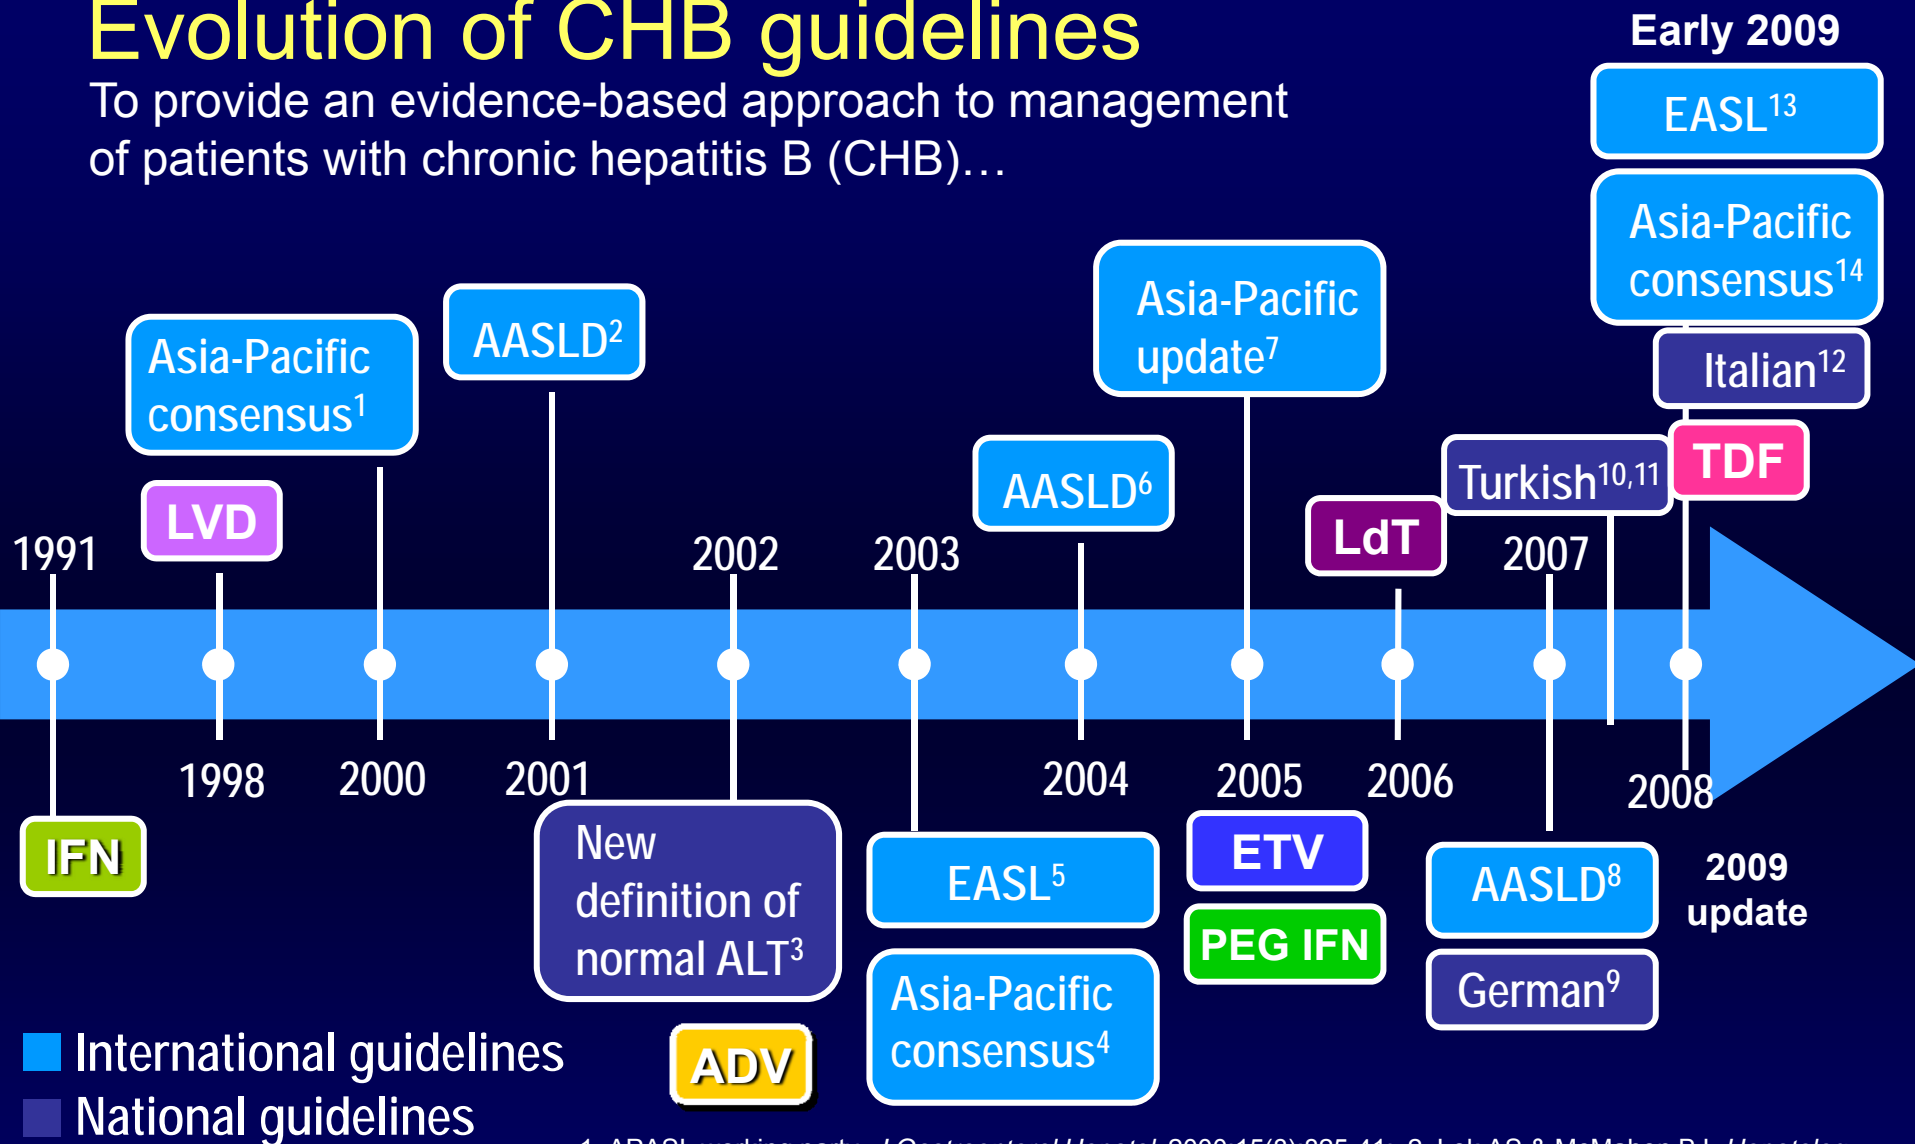 Evolution of CHB guidelines
To provide an evidence-based approach to management
of patients with chronic hepatitis B (CHB)…
Early 2009
EASL13
Asia-Pacific
consensus14
Italian12
TDF
Asia-Pacific
consensus1
LVD
AASLD2
AASLD6
Asia-Pacific
update7
LdT
Turkish10,11
1991
2002
2003
2007
1998
2000
2001
2004
2005
2006
2008
IFN
New
definition of
normal ALT3
ADV
EASL5
Asia-Pacific
consensus4
ETV
PEG IFN
AASLD8
German9
2009
update
International guidelines
National guidelines